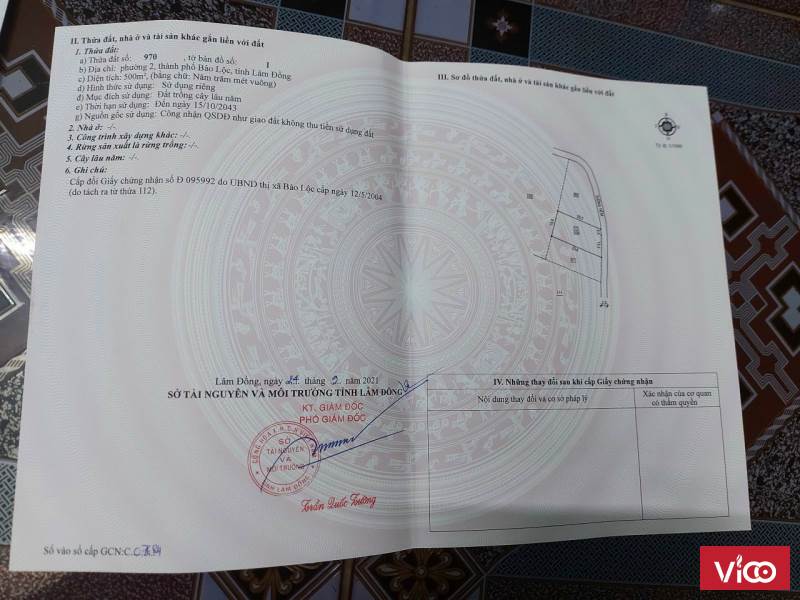 II. Thửa đất, nhà ở và tài sản khác gắn liền với đất
1. Thửa đất:
a) Thửa đất số: 970 , tờ bản đồ số: 1
b) Địa chỉ: phường 2, thành phố Bảo Lộc, tỉnh Lâm Đồng
c) Diện tích: 500m², (bằng chữ: Năm trăm mét vuông)
d) Hình thức sử dụng: Sử dụng riêng
đ) Mục đích sử dụng: Đất trồng cây lâu năm
e) Thời hạn sử dụng: Đến ngày 15/10/2043
g) Nguồn gốc sử dụng: Công nhận QSDĐ như giao đất không thu tiền sử dụng đất
2. Nhà ở: -/-
3. Công trình xây dựng khác: -/-
4. Rừng sản xuất là rừng trồng: -/-
5. Cây lâu năm: -/-
6. Ghi chú:
Cấp đổi Giấy chứng nhận số Đ 095992 do UBND thị xã Bảo Lộc cấp ngày 12/5/2004
(do tách ra từ thửa 112).
Lâm Đồng, ngày 24 tháng 2 năm 2021
SỞ TÀI NGUYÊN VÀ MÔI TRƯỜNG TỈNH LÂM ĐỒNG
KT. GIÁM ĐỐC
PHÓ GIÁM ĐỐC
SỞ
TÀI NGUYÊN
VÀ
MÔI TRƯỜNG
Trần Quốc Trường
Số vào sổ cấp GCN:C.
III. Sơ đồ thửa đất, nhà ở và tài sản khác gắn liền với đất
IV. Những thay đổi sau khi cấp Giấy chứng nhận
Nội dung thay đổi và cơ sở pháp lý
Xác nhận của cơ quan
có thẩm quyền
ViCO